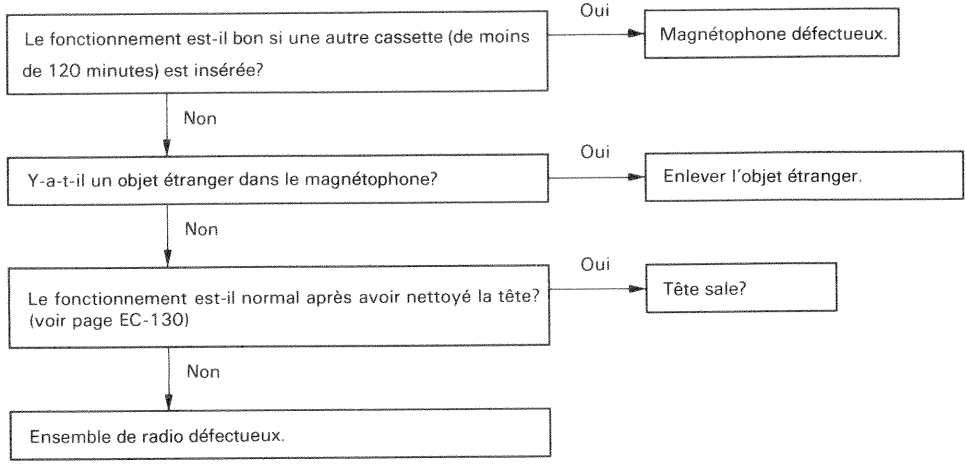 Le fonctionnement est-il bon si une autre cassette (de moins
de 120 minutes) est insérée?
Oui
Magnétophone défectueux.
Non
Y-a-t-il un objet étranger dans le magnétophone?
Oui
Enlever l'objet étranger.
Non
Le fonctionnement est-il normal après avoir nettoyé la tête?
(voir page EC-130)
Oui
Tête sale?
Non
Ensemble de radio défectueux.